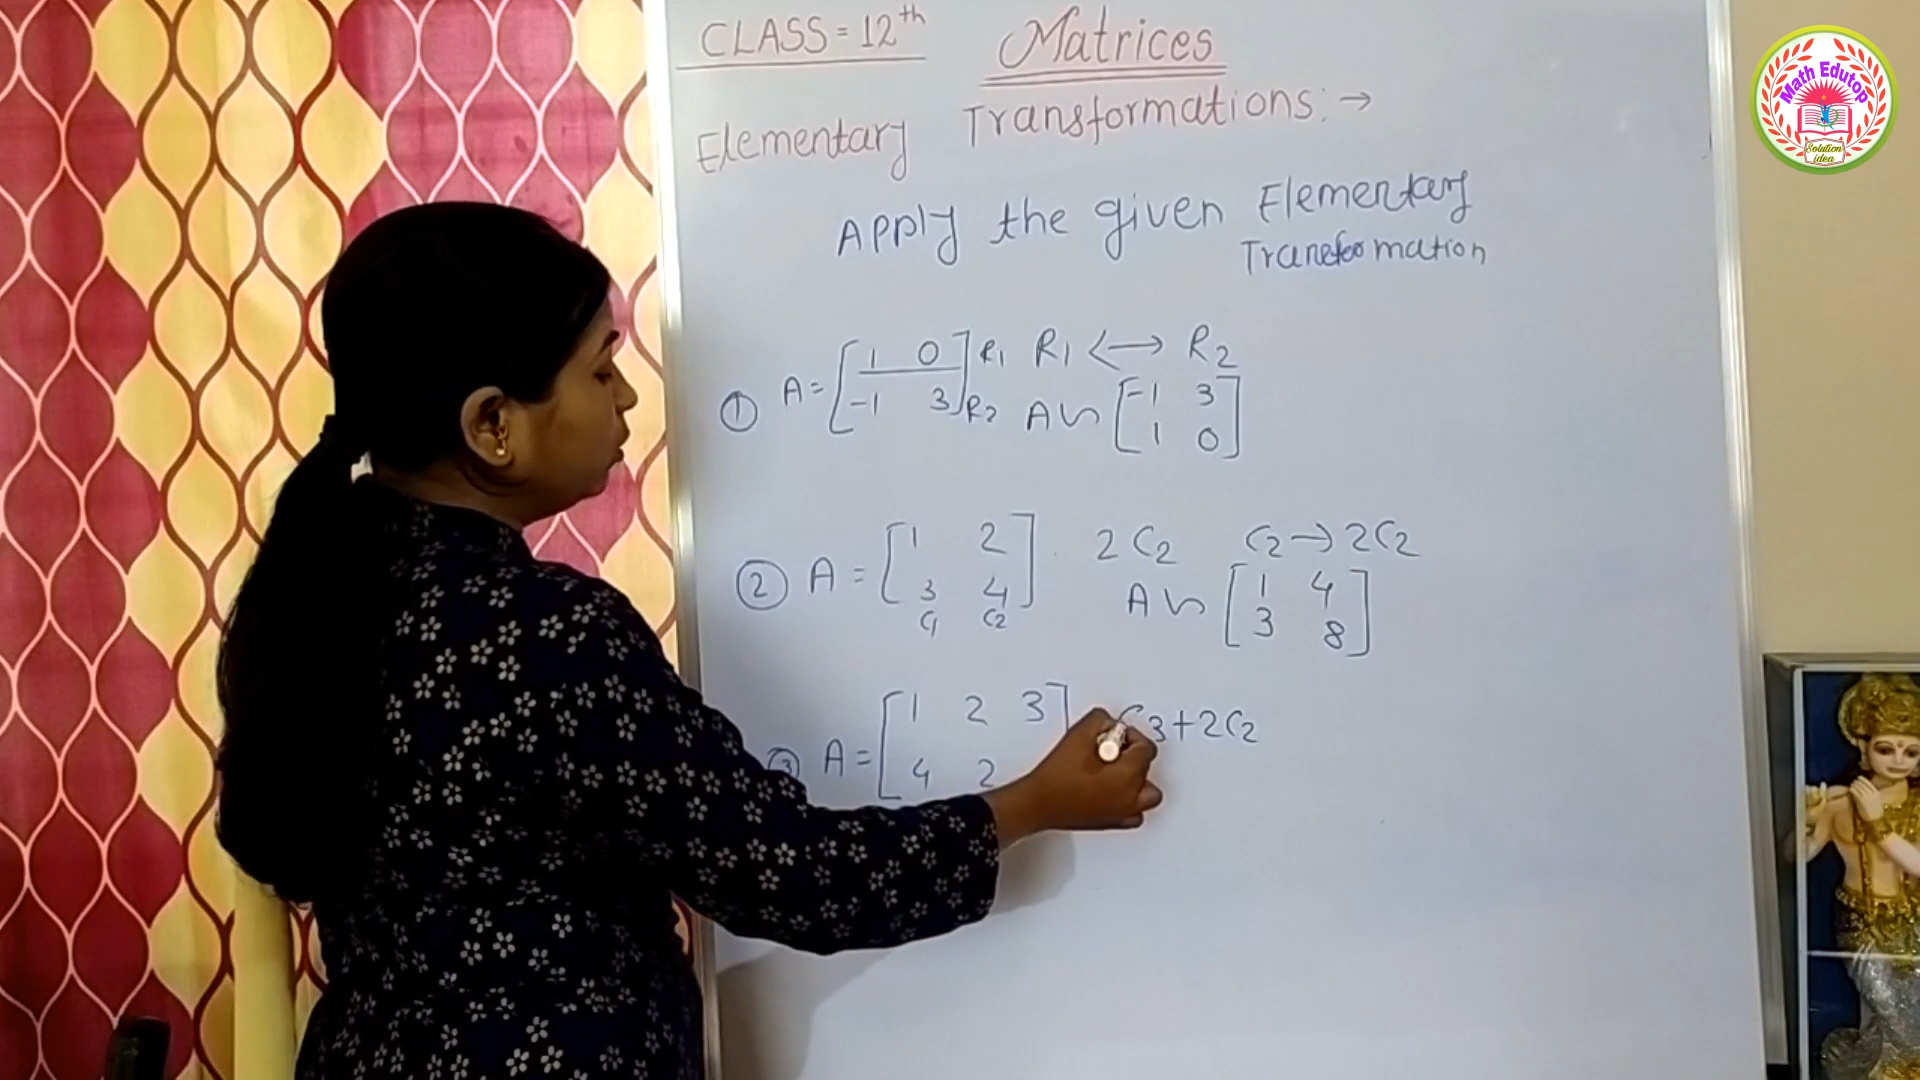 CLASS = 12th Matrices
Elementary Transformations: →
Apply the given Elementary
Transformation
① A = [1 0] R1 R1 ⟷ R2
[-1 3] R2 A ~ [-1 3]
[1 0]
② A = [1 2] 2C2 C2 → 2C2
[3 4] A ~ [1 4]
C1 C2 [3 8]
③ A = [1 2 3] C3+2C2
[4 2
Math Edutop
Solution
idea